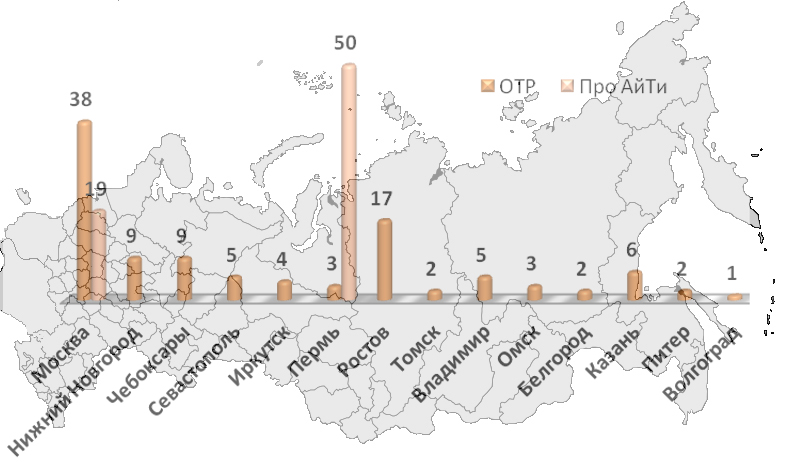 50
38
ОТР
Про АйТи
19
17
9
9
5
4
3
2
5
3
2
6
2
1
Москва
Нижний Новгород
Чебоксары
Севастополь
Иркутск
Пермь
Ростов
Томск
Владимир
Омск
Белгород
Казань
Питер
Волгоград